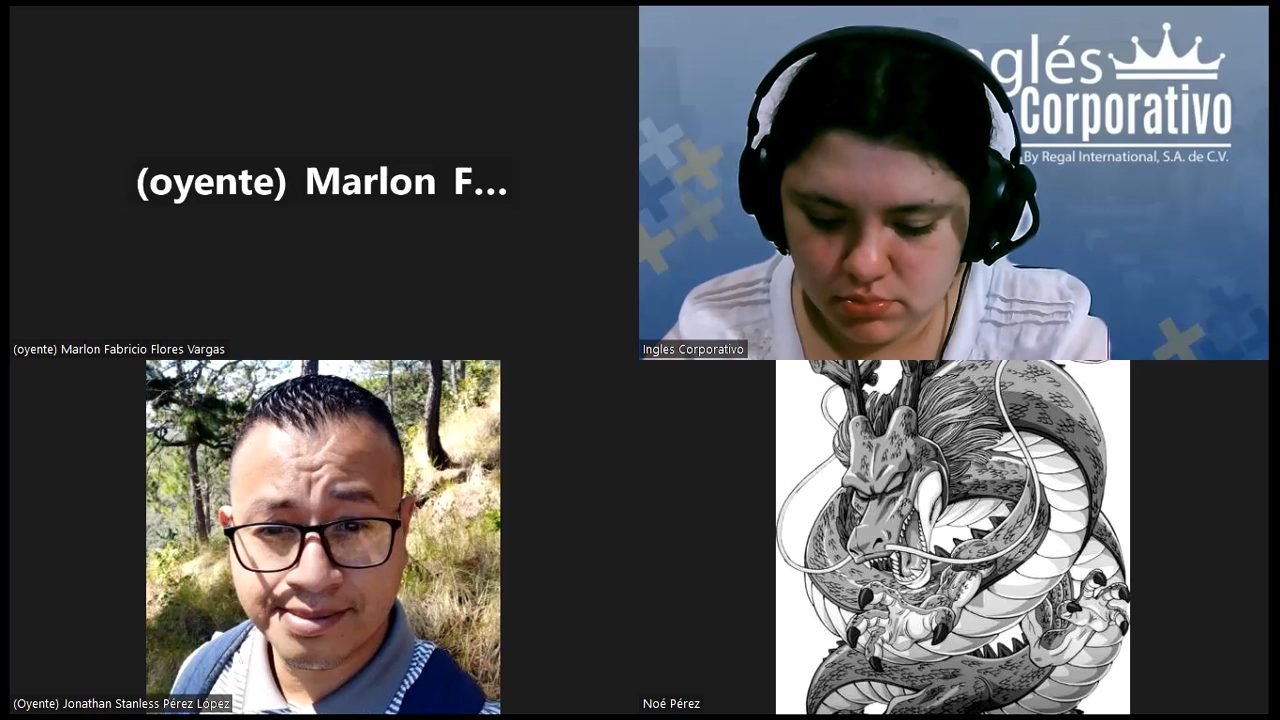 (oyente) Marlon F...
(oyente) Marlon Fabricio Flores Vargas
nglés
Corporativo
By Regal International, S.A. de C.V.
Ingles Corporativo
(Oyente) Jonathan Stanless Pérez López
Noé Pérez